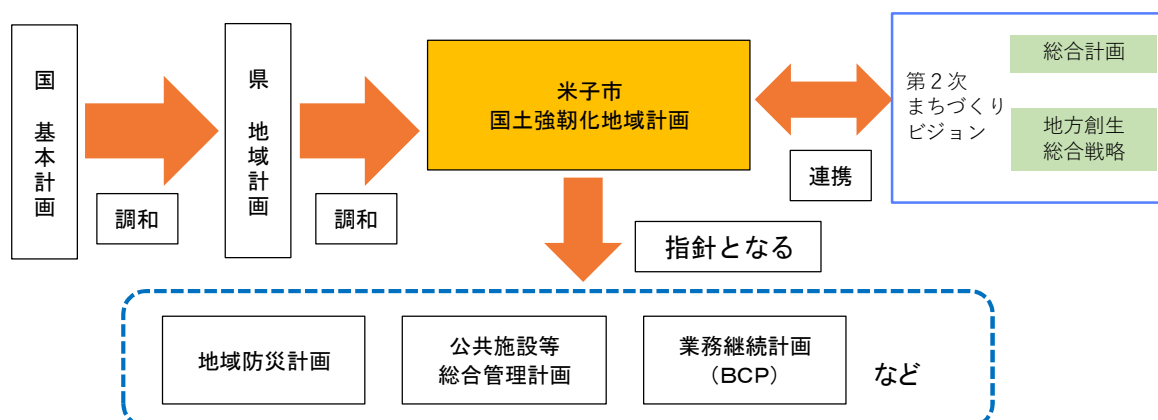 国 基本計画
調和
県 地域計画
調和
米子市
国土強靭化地域計画
連携
第２次
まちづくり
ビジョン
総合計画
地方創生
総合戦略
指針となる
地域防災計画
公共施設等
総合管理計画
業務継続計画
（BCP）
など